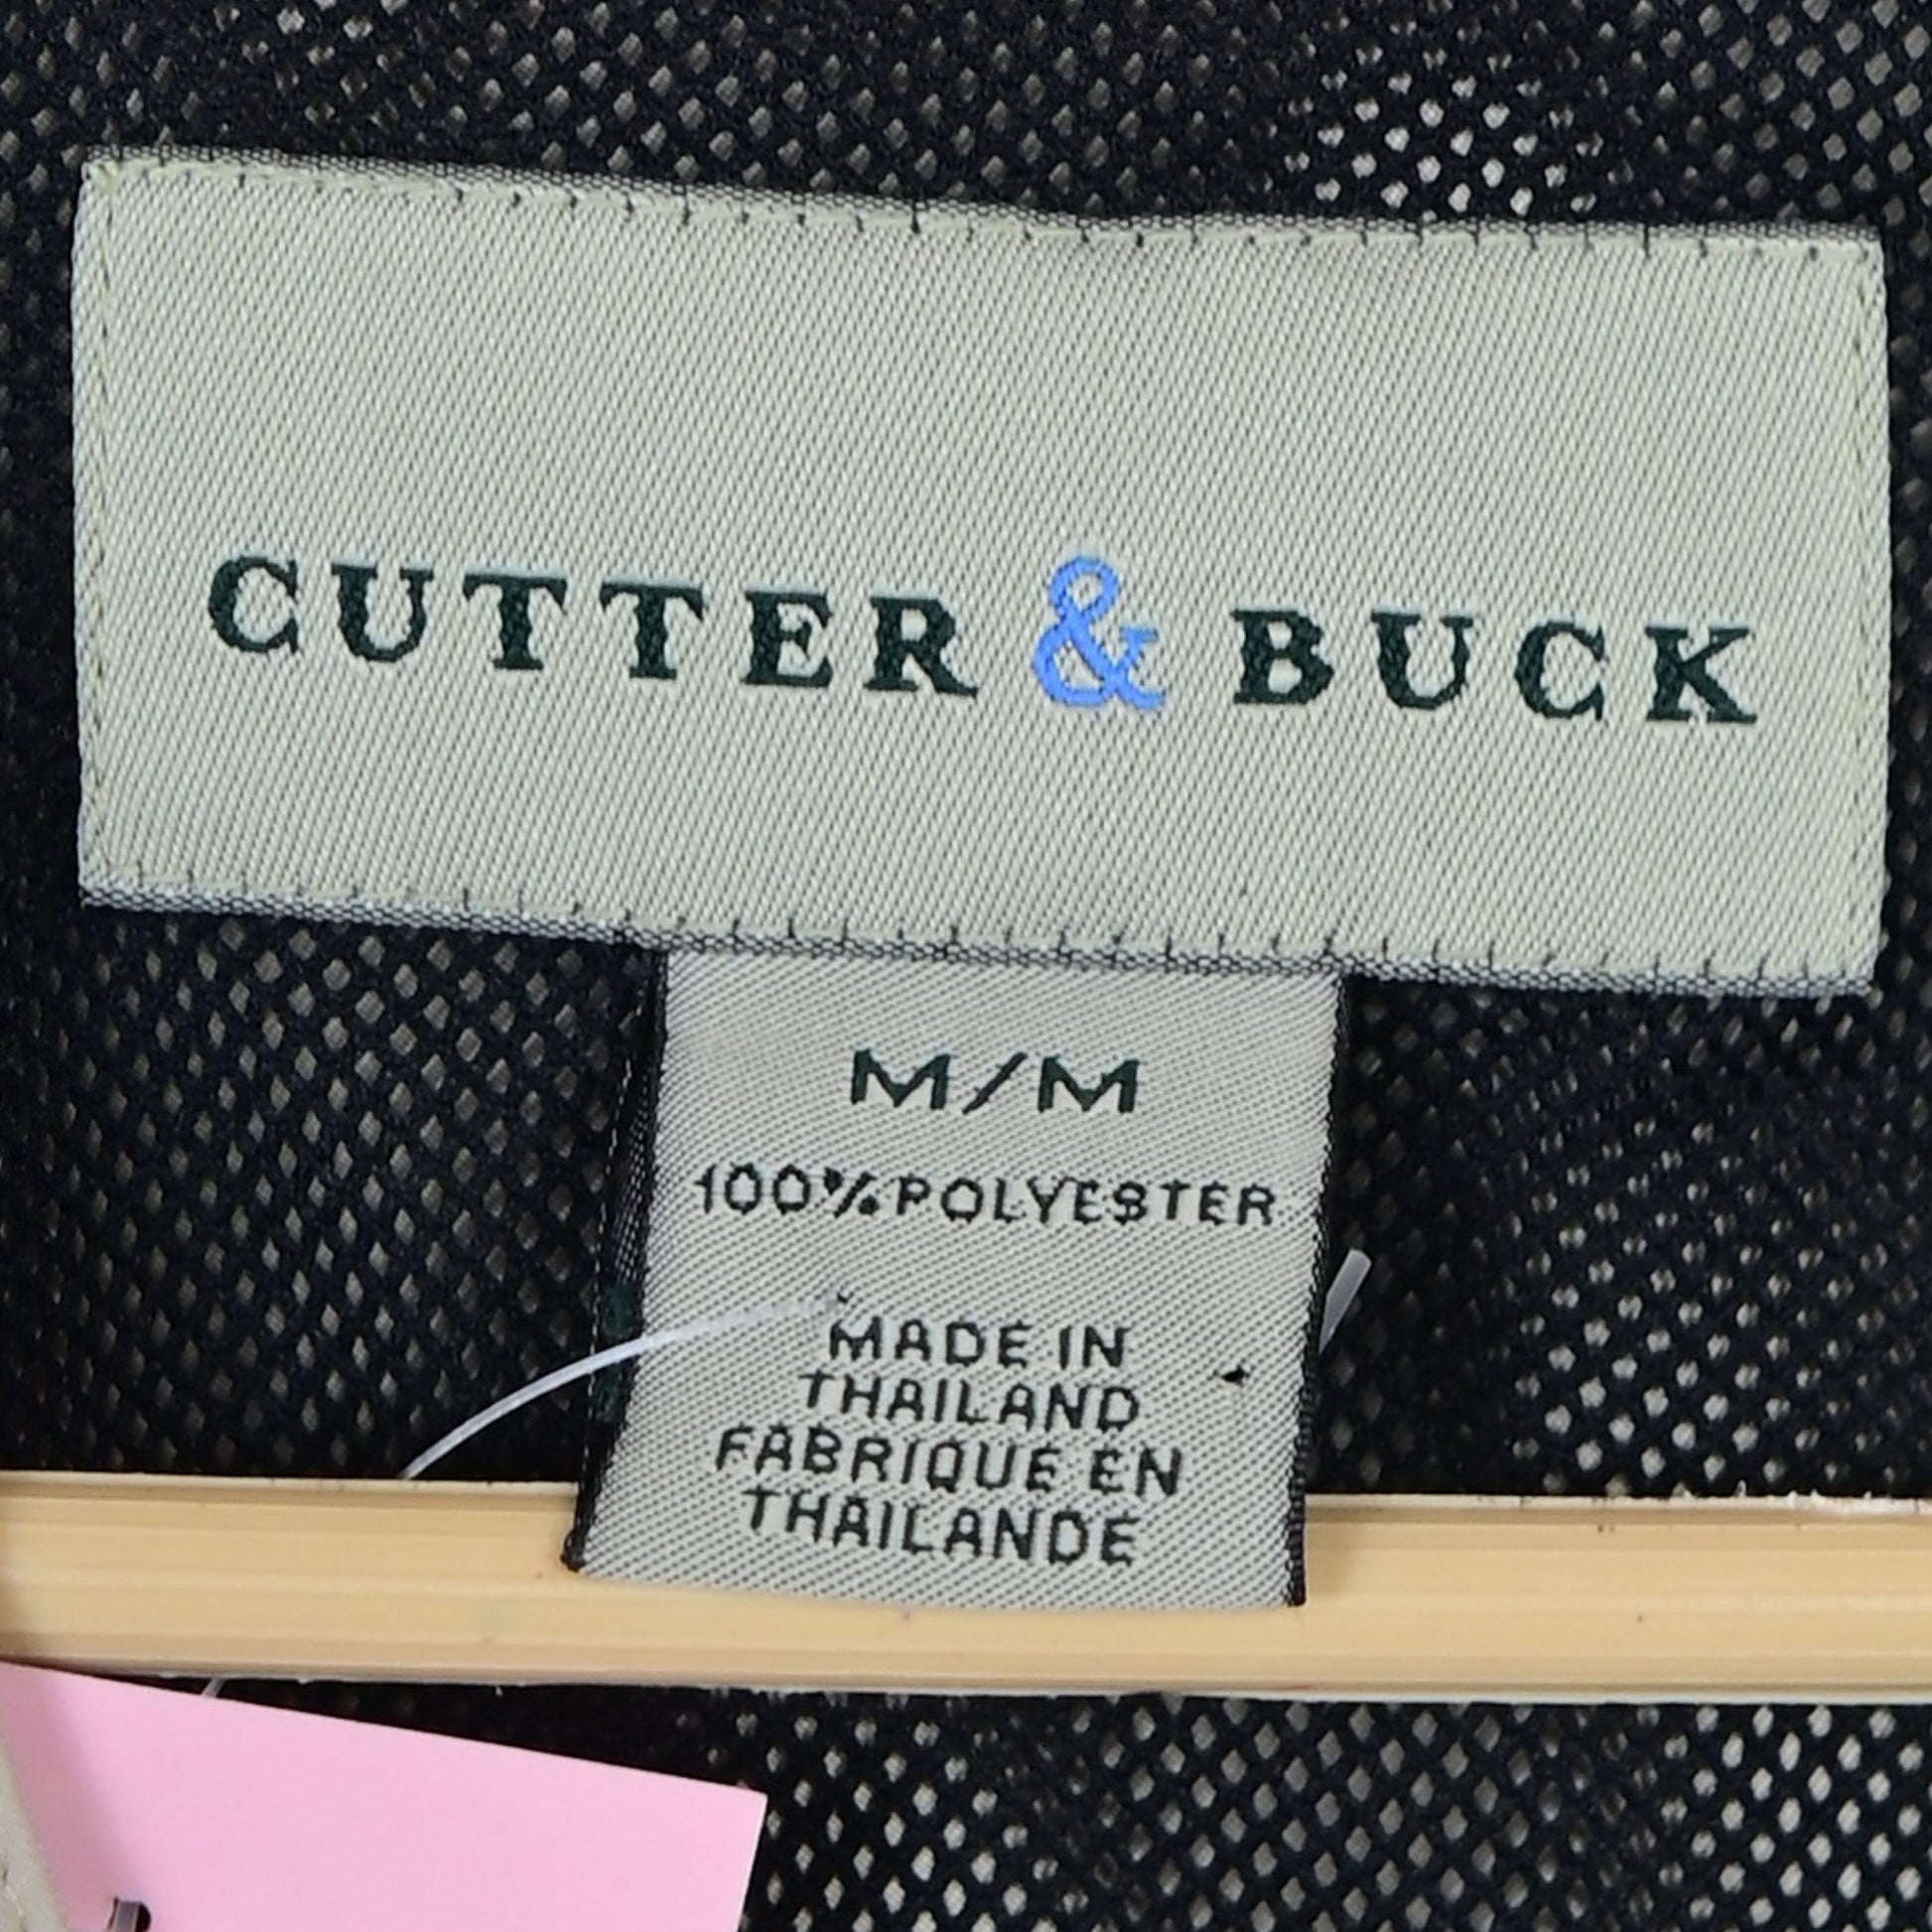 CUTTER & BUCK
M/M
100% POLYESTER
MADE IN
THAILAND
FABRIQUE EN
THAILANDE